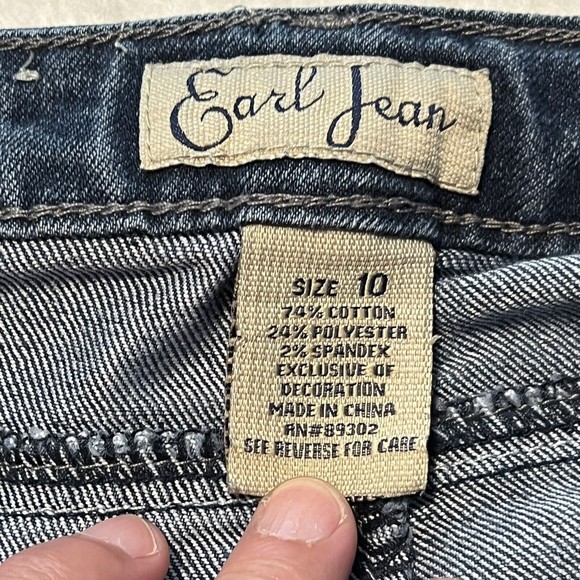 Earl Jean
SIZE 10
74% COTTON
24% POLYESTER
2% SPANDEX
EXCLUSIVE OF
DECORATION
MADE IN CHINA
RN#89302
SEE REVERSE FOR CARE